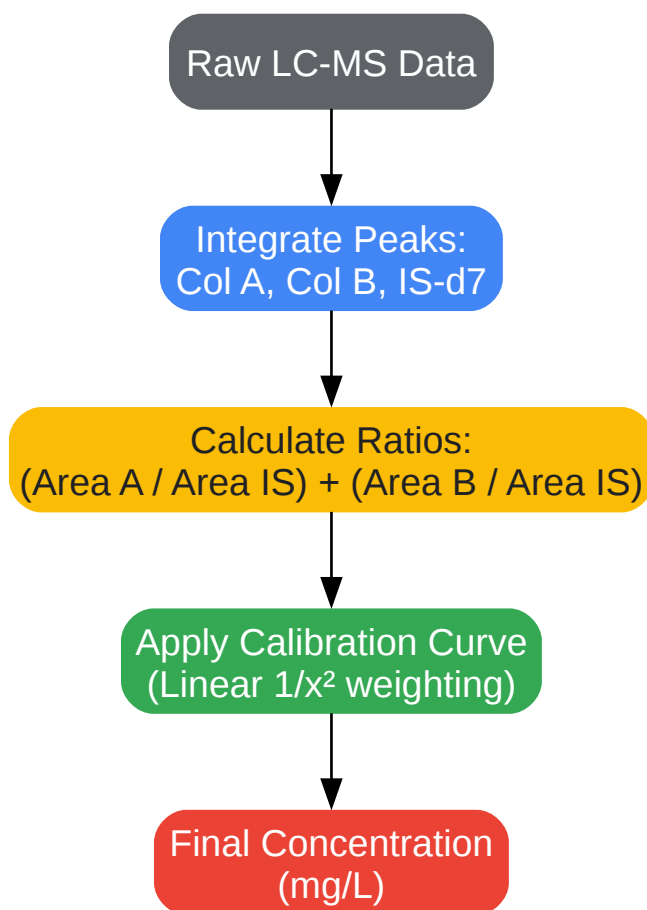 Raw LC-MS Data
Integrate Peaks:
Col A, Col B, IS-d7
Calculate Ratios:
(Area A / Area IS) + (Area B / Area IS)
Apply Calibration Curve
(Linear 1/x² weighting)
Final Concentration
(mg/L)